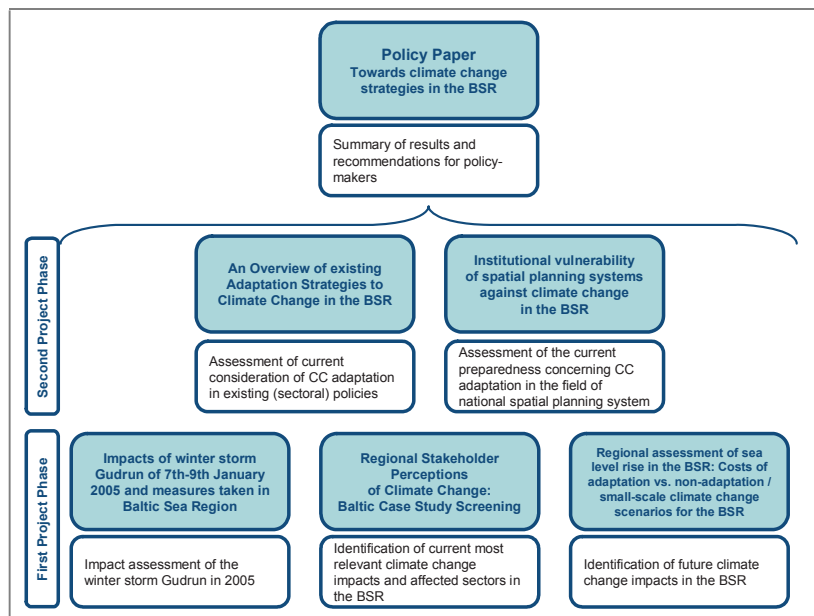 Policy Paper
Towards climate change
strategies in the BSR
Summary of results and
recommendations for policy-
makers
Second Project Phase
An Overview of existing
Adaptation Strategies to
Climate Change in the BSR
Assessment of current
consideration of CC adaptation
in existing (sectoral) policies
Institutional vulnerability
of spatial planning systems
against climate change
in the BSR
Assessment of the current
preparedness concerning CC
adaptation in the field of
national spatial planning system
First Project Phase
Impacts of winter storm
Gudrun of 7th-9th January
2005 and measures taken in
Baltic Sea Region
Impact assessment of the
winter storm Gudrun in 2005
Regional Stakeholder
Perceptions
of Climate Change:
Baltic Case Study Screening
Identification of current most
relevant climate change
impacts and affected sectors in
the BSR
Regional assessment of sea
level rise in the BSR: Costs of
adaptation vs. non-adaptation /
small-scale climate change
scenarios for the BSR
Identification of future climate
change impacts in the BSR